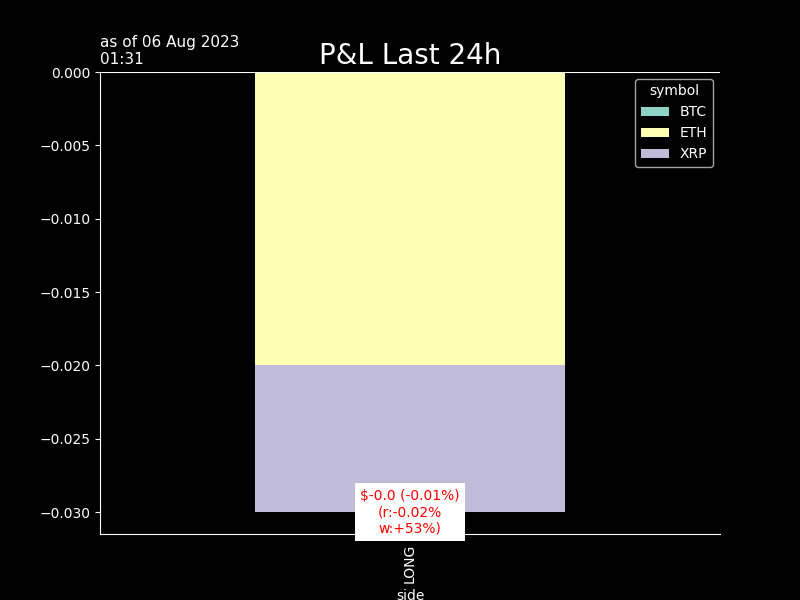 as of 06 Aug 2023
01:31
P&L Last 24h
0.000
−0.005
−0.010
−0.015
−0.020
−0.025
−0.030
symbol
BTC
ETH
XRP
$-0.0 (-0.01%)
(r:-0.02%
w:+53%)
LONG
side